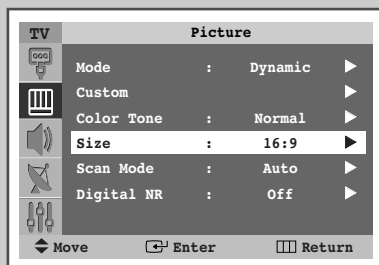 TV Picture
Mode : Dynamic
Custom
Color Tone : Normal
Size : 16:9
Scan Mode : Auto
Digital NR : Off
Move Enter Return